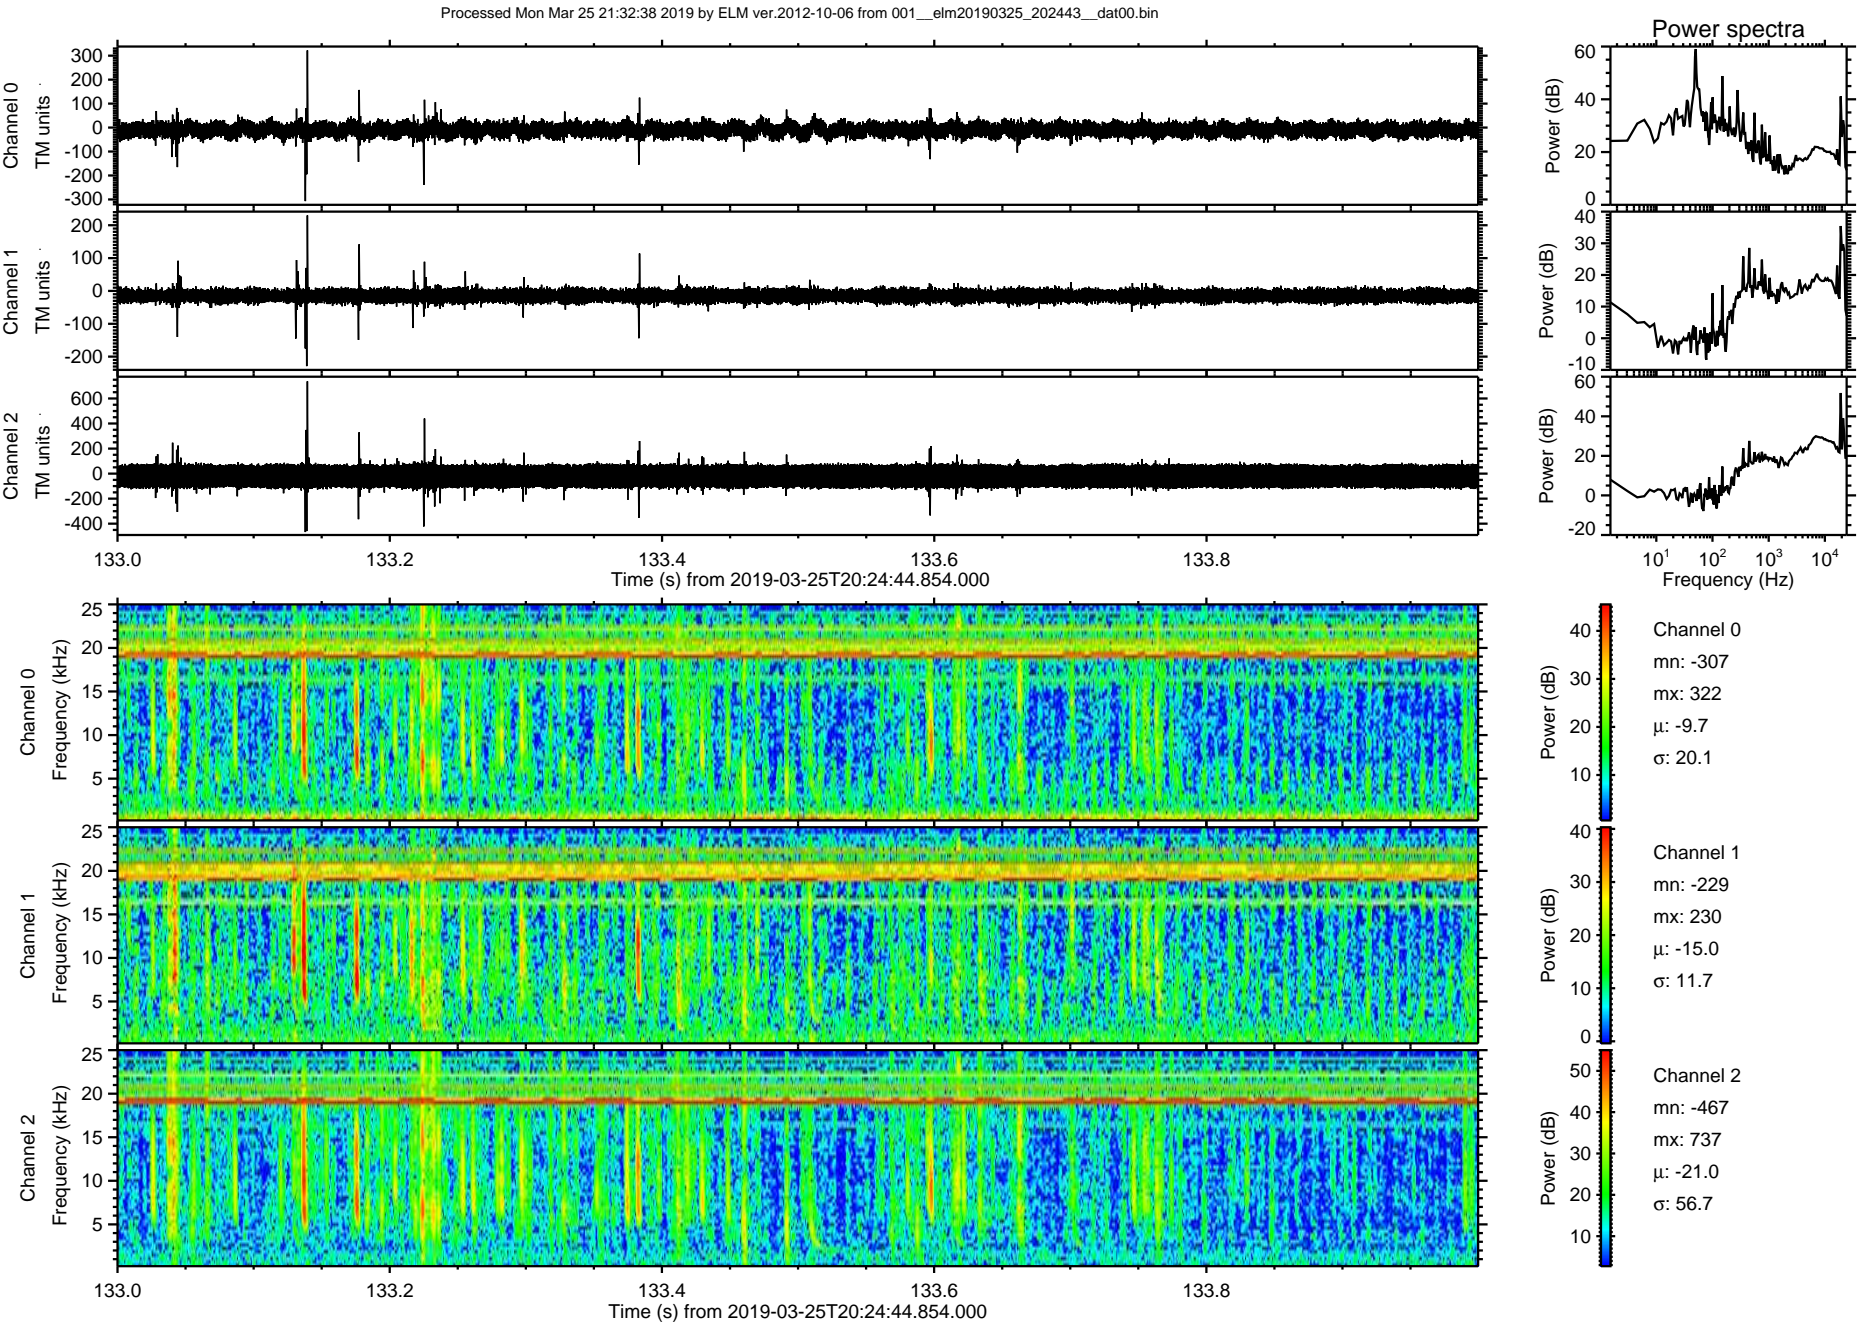 Processed Mon Mar 25 21:32:38 2019 by ELM ver.2012-10-06 from 001__elm20190325_202443__dat00.bin
Power spectra
Channel 0
TM units
300
200
100
0
-100
-200
-300
Power (dB)
60
40
20
0
Channel 1
TM units
200
100
0
-100
-200
Power (dB)
40
30
20
10
0
-10
Channel 2
TM units
600
400
200
0
-200
-400
Power (dB)
60
40
20
0
-20
133.0 133.2 133.4 133.6 133.8
Time (s) from 2019-03-25T20:24:44.854.000
10¹ 10² 10³ 10⁴
Frequency (Hz)
Channel 0
Frequency (kHz)
25
20
15
10
5
Power (dB)
40
30
20
10
Channel 0
mn: -307
mx: 322
µ: -9.7
σ: 20.1
Channel 1
Frequency (kHz)
25
20
15
10
5
Power (dB)
40
30
20
10
0
Channel 1
mn: -229
mx: 230
µ: -15.0
σ: 11.7
Channel 2
Frequency (kHz)
25
20
15
10
5
Power (dB)
50
40
30
20
10
Channel 2
mn: -467
mx: 737
µ: -21.0
σ: 56.7
133.0 133.2 133.4 133.6 133.8
Time (s) from 2019-03-25T20:24:44.854.000